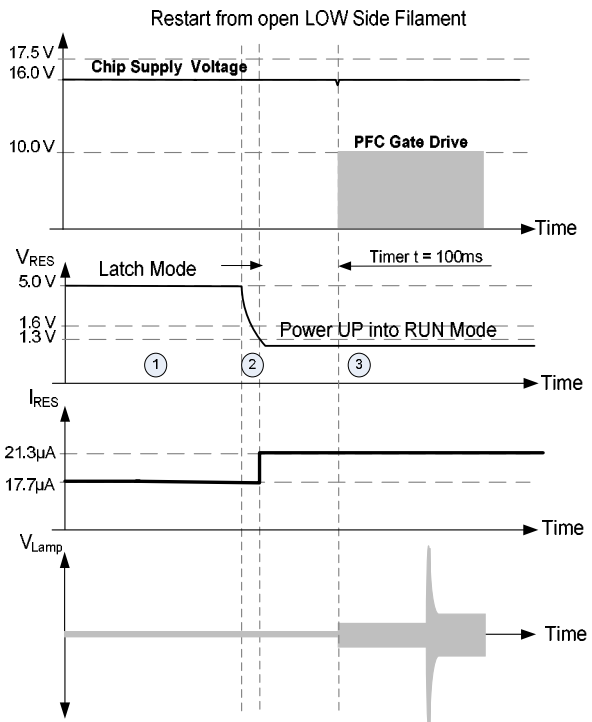 Restart from open LOW Side Filament
17.5 V
16.0 V
Chip Supply Voltage
10.0 V
PFC Gate Drive
Time
VRES
Latch Mode
Timer t = 100ms
5.0 V
1.6 V
1.3 V
Power UP into RUN Mode
1
2
3
Time
IRES
21.3µA
17.7µA
Time
VLamp
Time